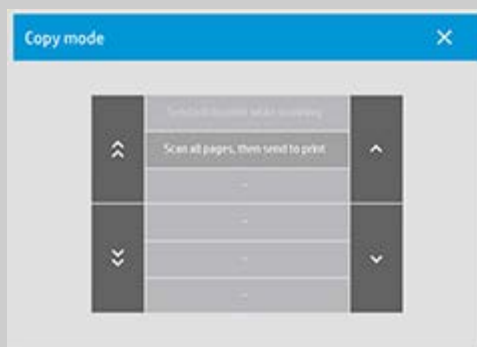 Copy mode
Scan all pages, then send to print